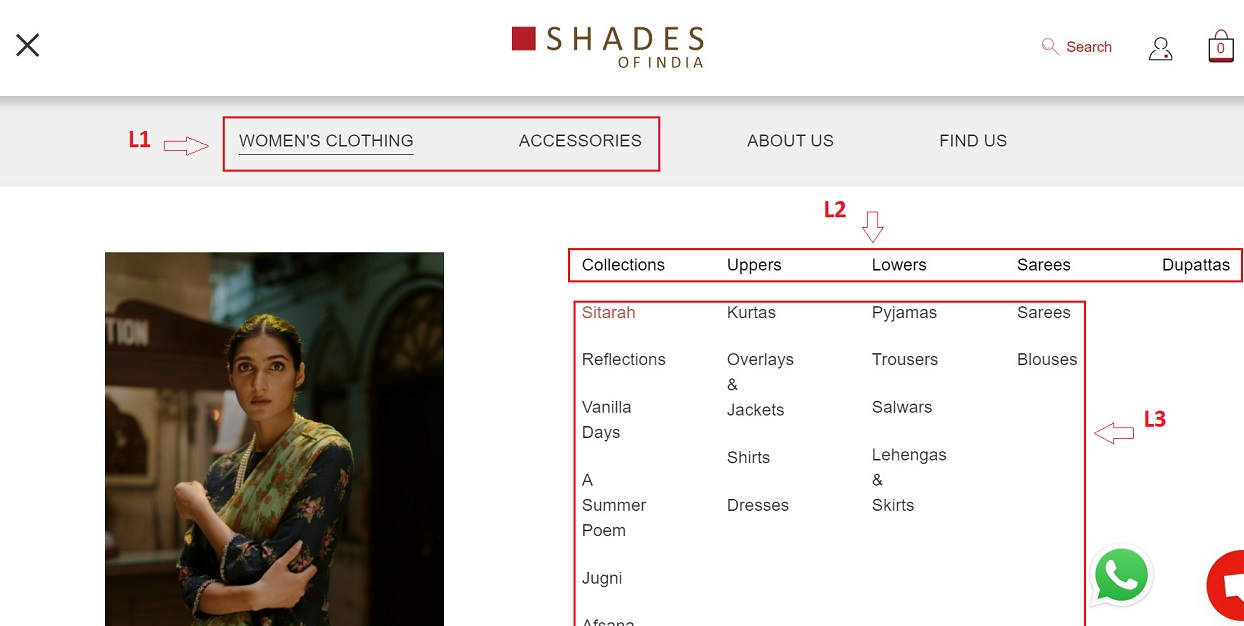 SHADES
OF INDIA
Search
0
L1
WOMEN'S CLOTHING
ACCESSORIES
ABOUT US
FIND US
L2
Collections
Uppers
Lowers
Sarees
Dupattas
Sitarah
Reflections
Vanilla
Days
A
Summer
Poem
Jugni
Afsana
Kurtas
Overlays
&
Jackets
Shirts
Dresses
Pyjamas
Trousers
Salwars
Lehengas
&
Skirts
Sarees
Blouses
L3
TION